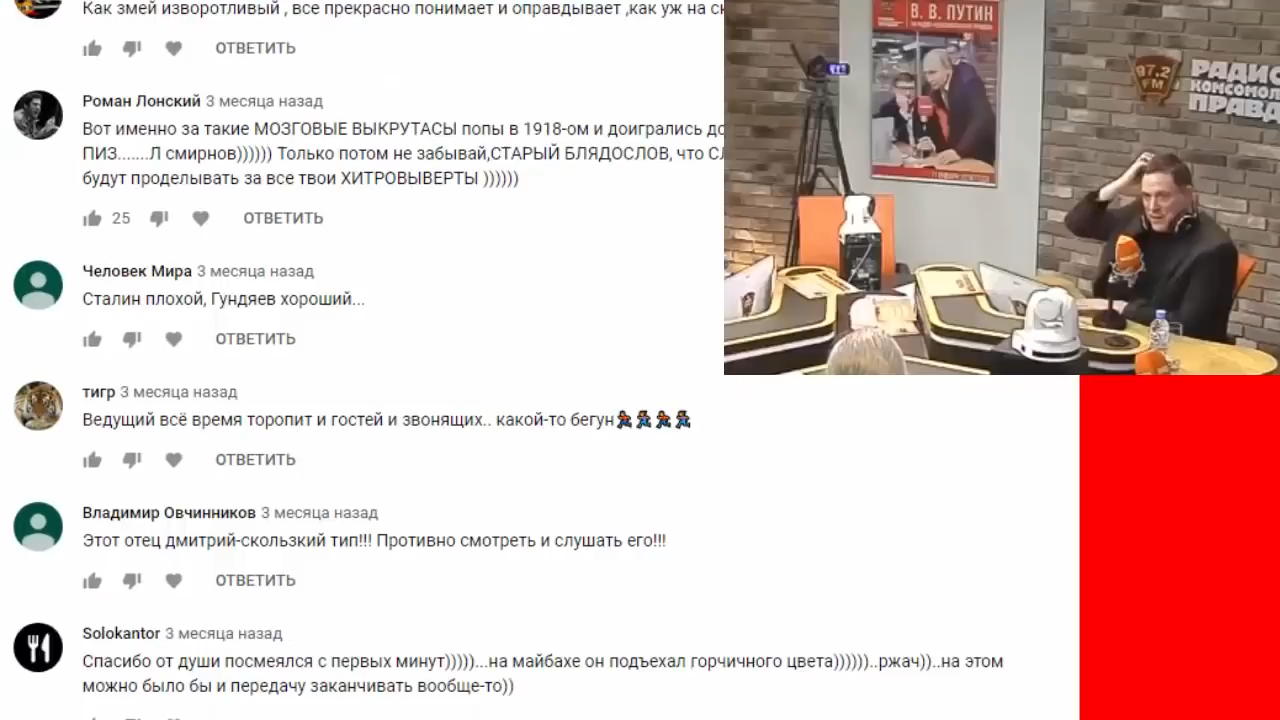 Как змей изворотливый , все прекрасно понимает и оправдывает ,как уж на
ОТВЕТИТЬ
Роман Лонский 3 месяца назад
Вот именно за такие МОЗГОВЫЕ ВЫКРУТАСЫ попы в 1918-ом и доигрались
ПИЗ.......Л смирнов)))))) Только потом не забывай,СТАРЫЙ БЛЯДОСЛОВ, что
будут проделывать за все твои ХИТРОВЫВЕРТЫ ))))))
25 ОТВЕТИТЬ
Человек Мира 3 месяца назад
Сталин плохой, Гундяев хороший...
ОТВЕТИТЬ
тигр 3 месяца назад
Ведущий всё время торопит и гостей и звонящих.. какой-то бегун
ОТВЕТИТЬ
Владимир Овчинников 3 месяца назад
Этот отец дмитрий-скользкий тип!!! Противно смотреть и слушать его!!!
ОТВЕТИТЬ
Solokantor 3 месяца назад
Спасибо от души посмеялся с первых минут)))))...на майбахе он подъехал горчичного цвета))))))..ржач))..на этом
можно было бы и передачу заканчивать вообще-то))
В. В. ПУТИН
97,2
FM
РАДИО
КОМСОМОЛ
ПРАВД